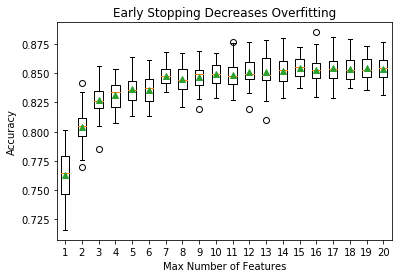 Early Stopping Decreases Overfitting
Accuracy
0.875
0.850
0.825
0.800
0.775
0.750
0.725
1 2 3 4 5 6 7 8 9 10 11 12 13 14 15 16 17 18 19 20
Max Number of Features